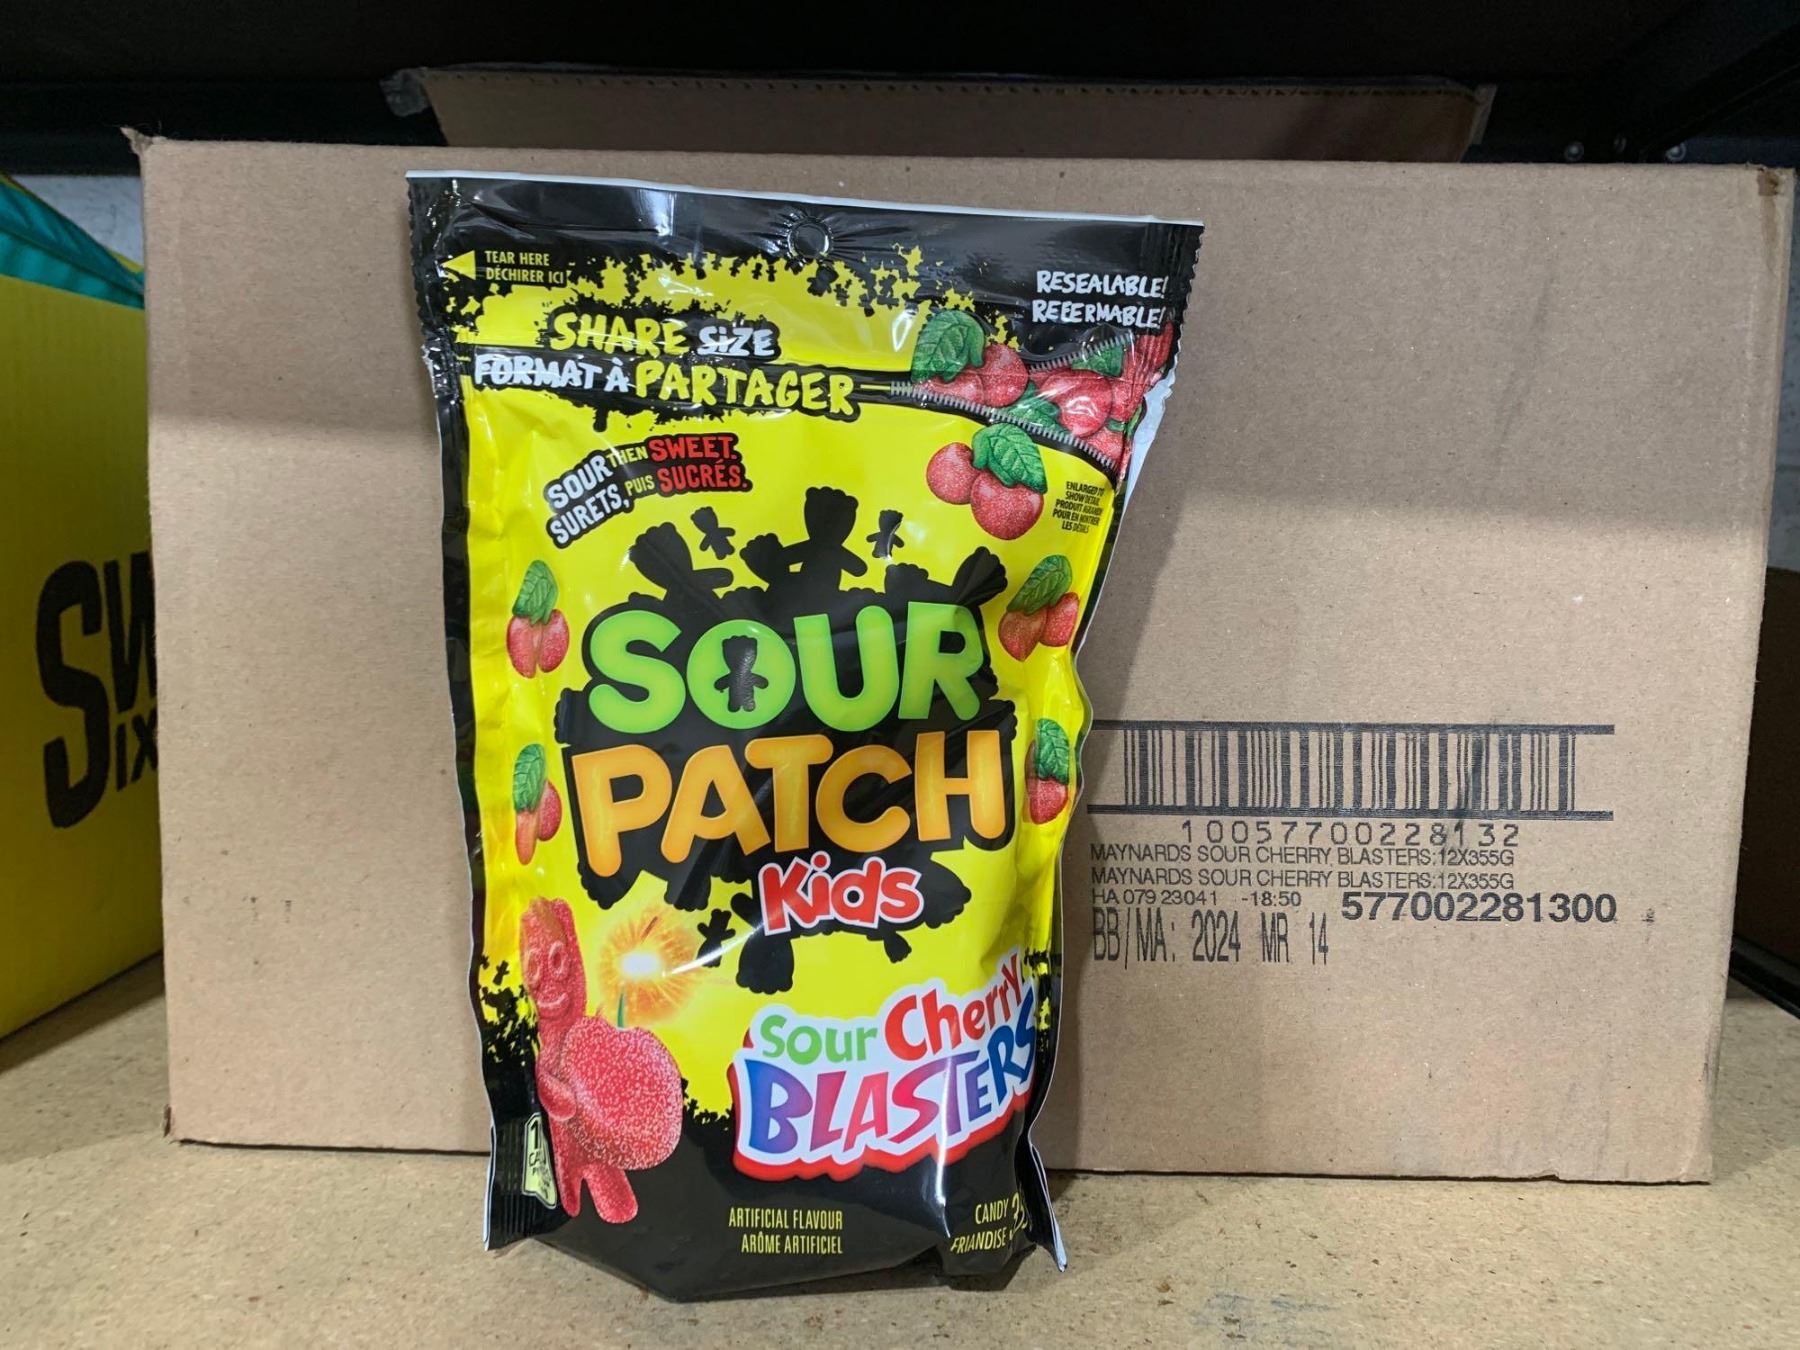 TEAR HERE
DÉCHIRER ICI
RESEALABLE!
REFERMABLE!
SHARE SIZE
FORMAT À PARTAGER
SOUR THEN SWEET.
SURETS, PUIS SUCRÉS.
ENLARGED TO
SHOW DETAIL
PRODUIT AGRANDI
POUR EN MONTRER
LES DÉTAILS
SOUR
PATCH
Kids
Sour Cherry
BLASTERS
ARTIFICIAL FLAVOUR
ARÔME ARTIFICIEL
CANDY
FRIANDISE
10057700228132
MAYNARDS SOUR CHERRY BLASTERS:12X355G
MAYNARDS SOUR CHERRY BLASTERS:12X355G
HA 079 23041 -18:50 577002281300
BB/MA: 2024 MR 14